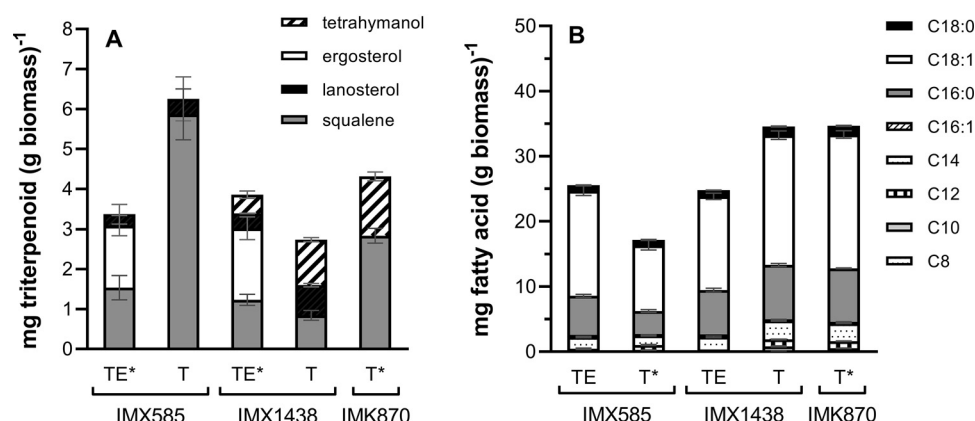 A
mg triterpenoid (g biomass)-1
8
7
6
5
4
3
2
1
0
tetrahymanol
ergosterol
lanosterol
squalene
TE* T TE* T T*
IMX585 IMX1438 IMK870
B
mg fatty acid (g biomass)-1
50
40
30
20
10
0
C18:0
C18:1
C16:0
C16:1
C14
C12
C10
C8
TE T* TE T T*
IMX585 IMX1438 IMK870